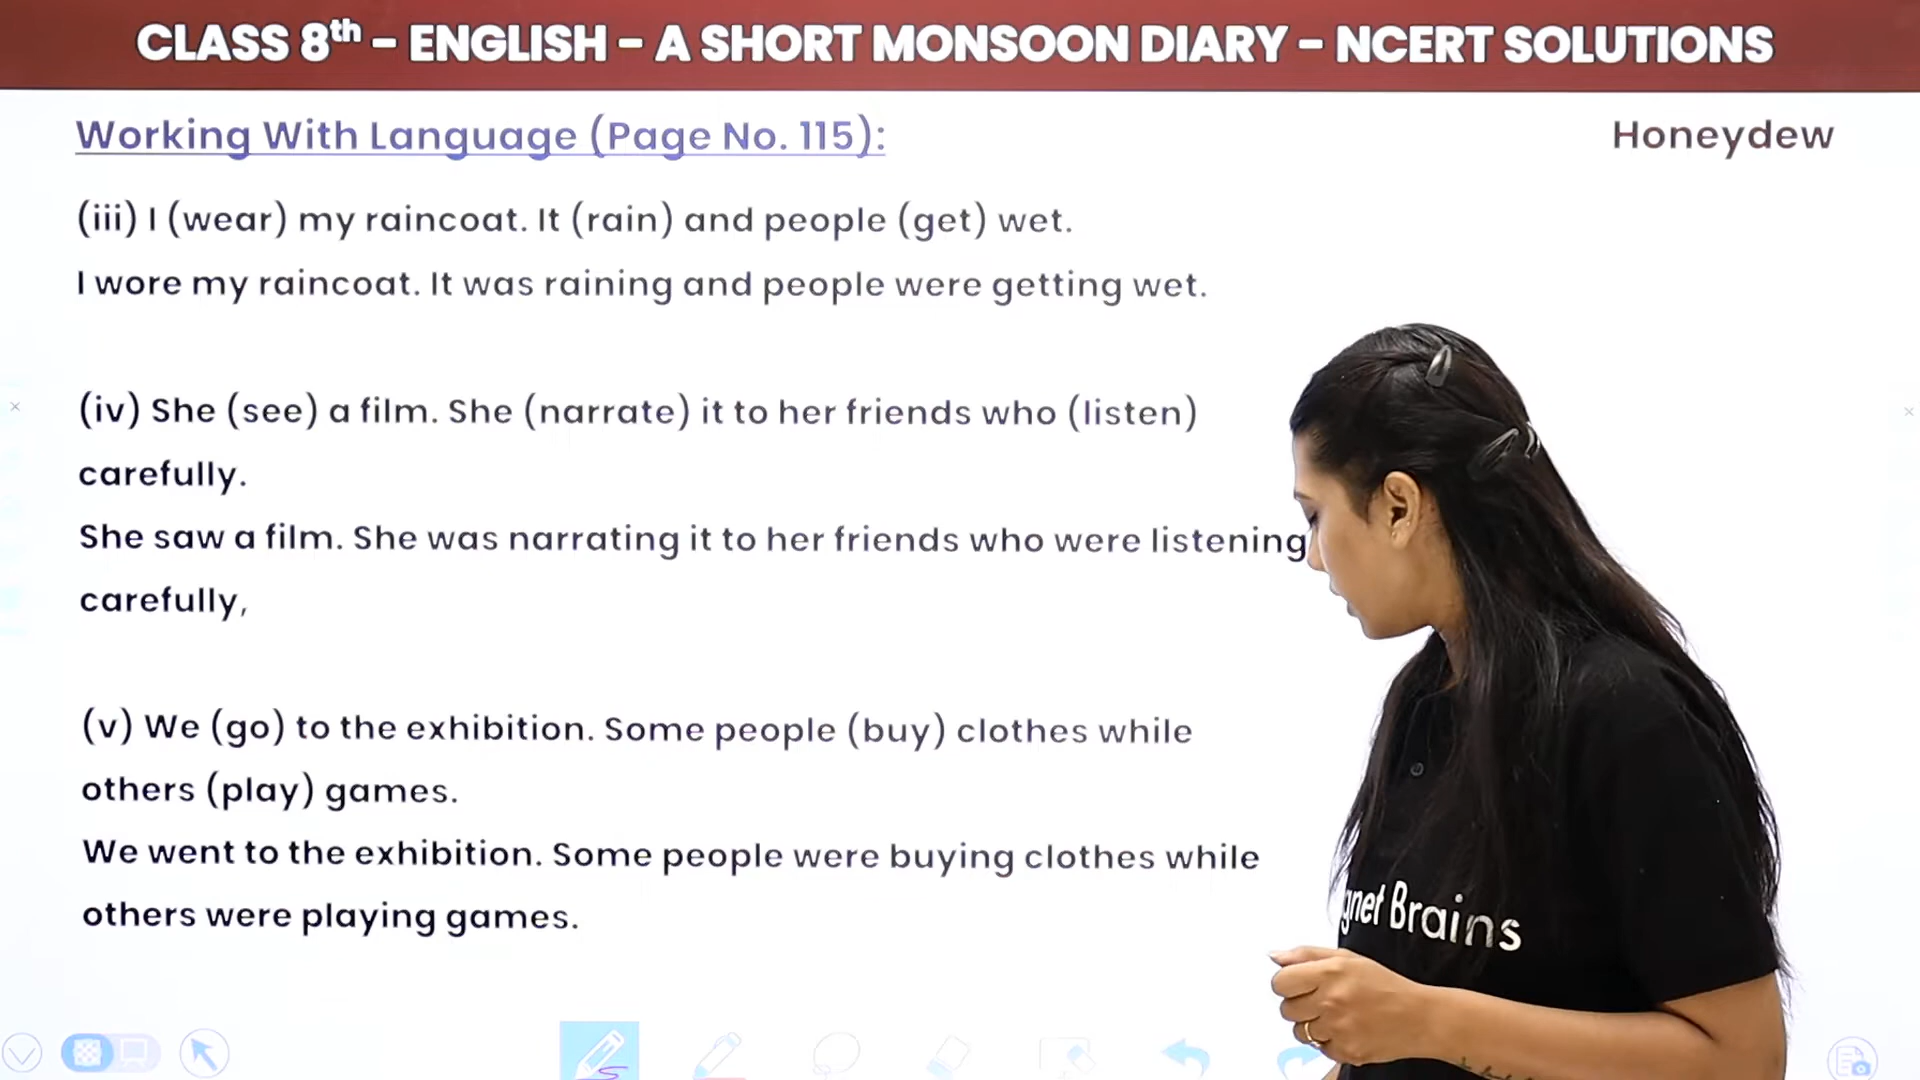 CLASS 8th - ENGLISH - A SHORT MONSOON DIARY - NCERT SOLUTIONS
Working With Language (Page No. 115):
Honeydew
(iii) I (wear) my raincoat. It (rain) and people (get) wet.
I wore my raincoat. It was raining and people were getting wet.
(iv) She (see) a film. She (narrate) it to her friends who (listen)
carefully.
She saw a film. She was narrating it to her friends who were listening
carefully,
(v) We (go) to the exhibition. Some people (buy) clothes while
others (play) games.
We went to the exhibition. Some people were buying clothes while
others were playing games.
Brains